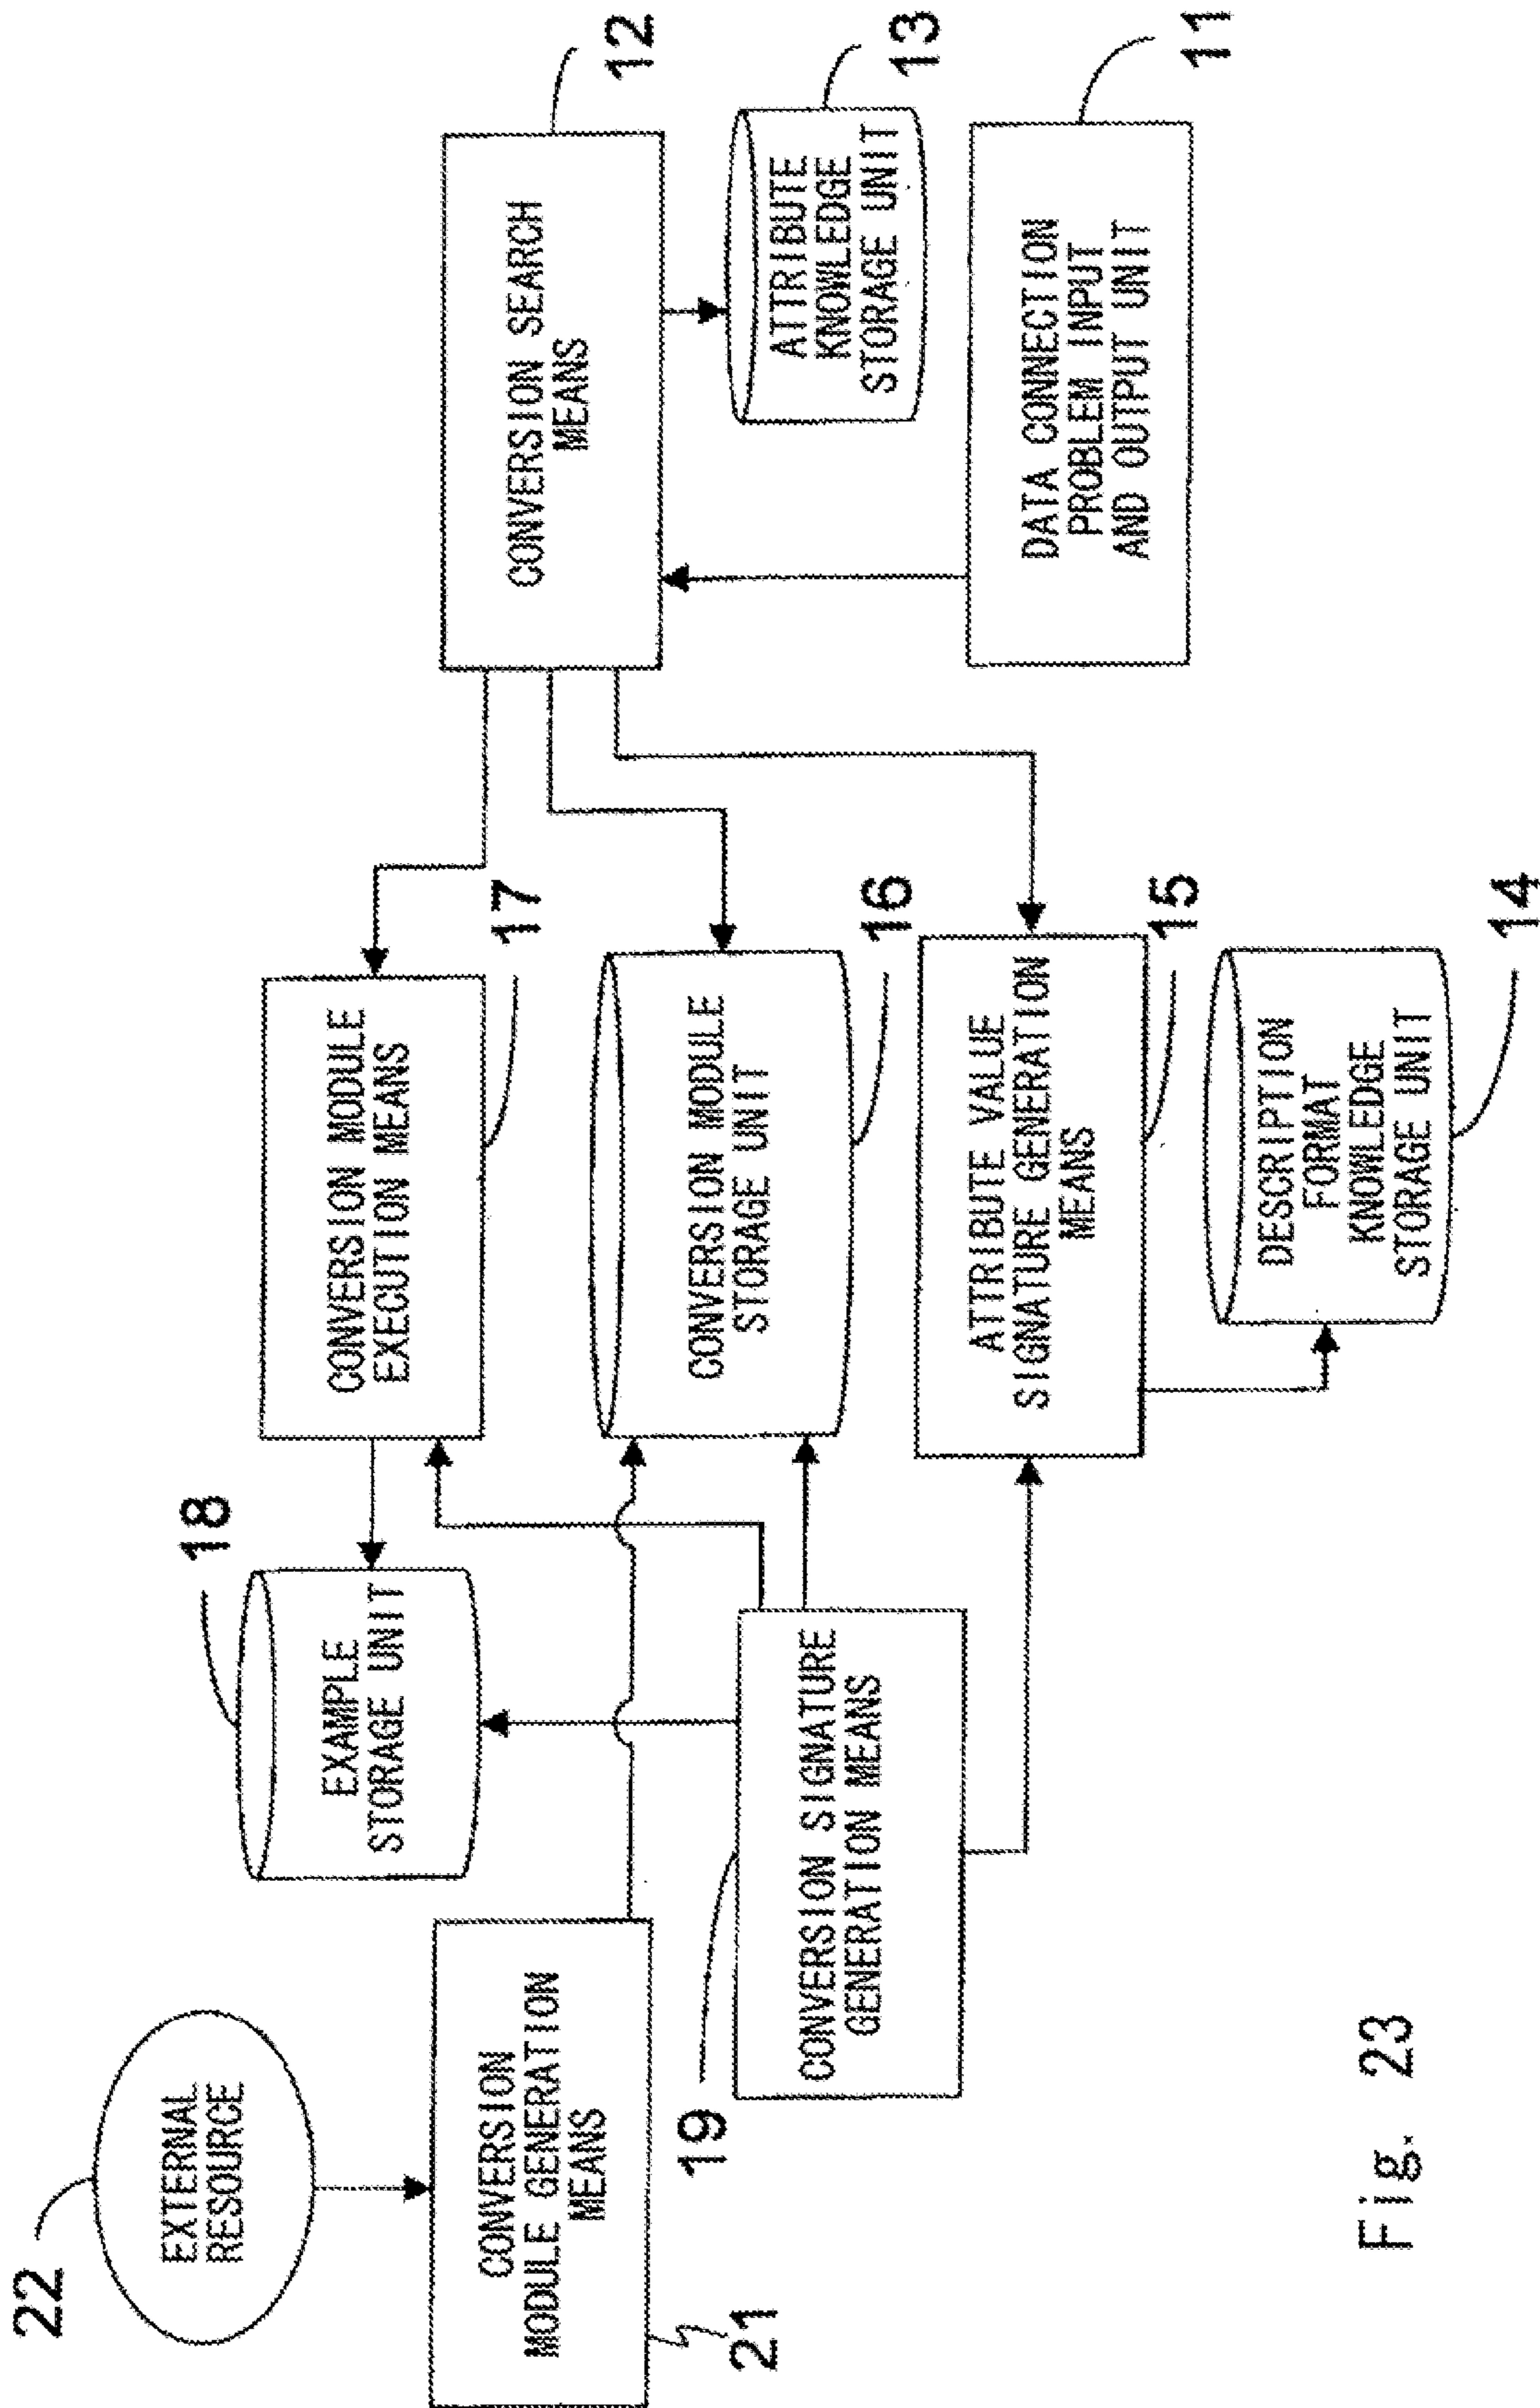 22
EXTERNAL
RESOURCE
CONVERSION
MODULE GENERATION
MEANS
21
18
EXAMPLE
STORAGE UNIT
19
CONVERSION SIGNATURE
GENERATION MEANS
CONVERSION MODULE
EXECUTION MEANS
17
CONVERSION MODULE
STORAGE UNIT
16
ATTRIBUTE VALUE
SIGNATURE GENERATION
MEANS
15
DESCRIPTION
FORMAT
KNOWLEDGE
STORAGE UNIT
14
CONVERSION SEARCH
MEANS
12
ATTRIBUTE
KNOWLEDGE
STORAGE UNIT
13
DATA CONNECTION
PROBLEM INPUT
AND OUTPUT UNIT
11
Fig. 23